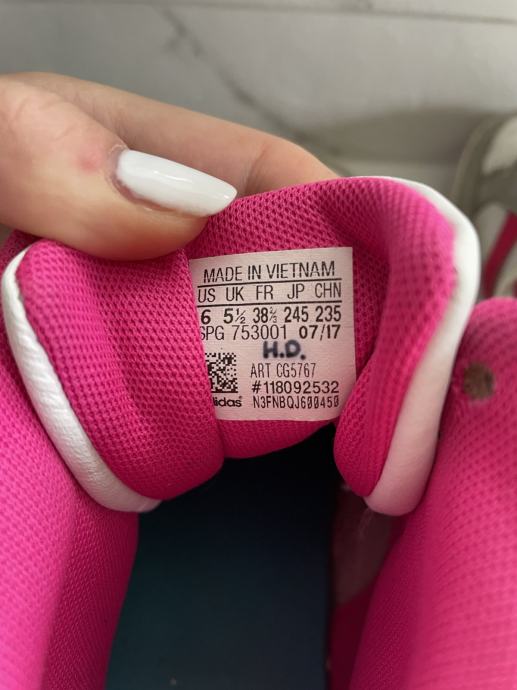 MADE IN VIETNAM
US UK FR JP CHN
6 5½ 38⅔ 245 235
SPG 753001 07/17
H.D.
ART CG5767
#118092532
adidas N3FNBQJ600450